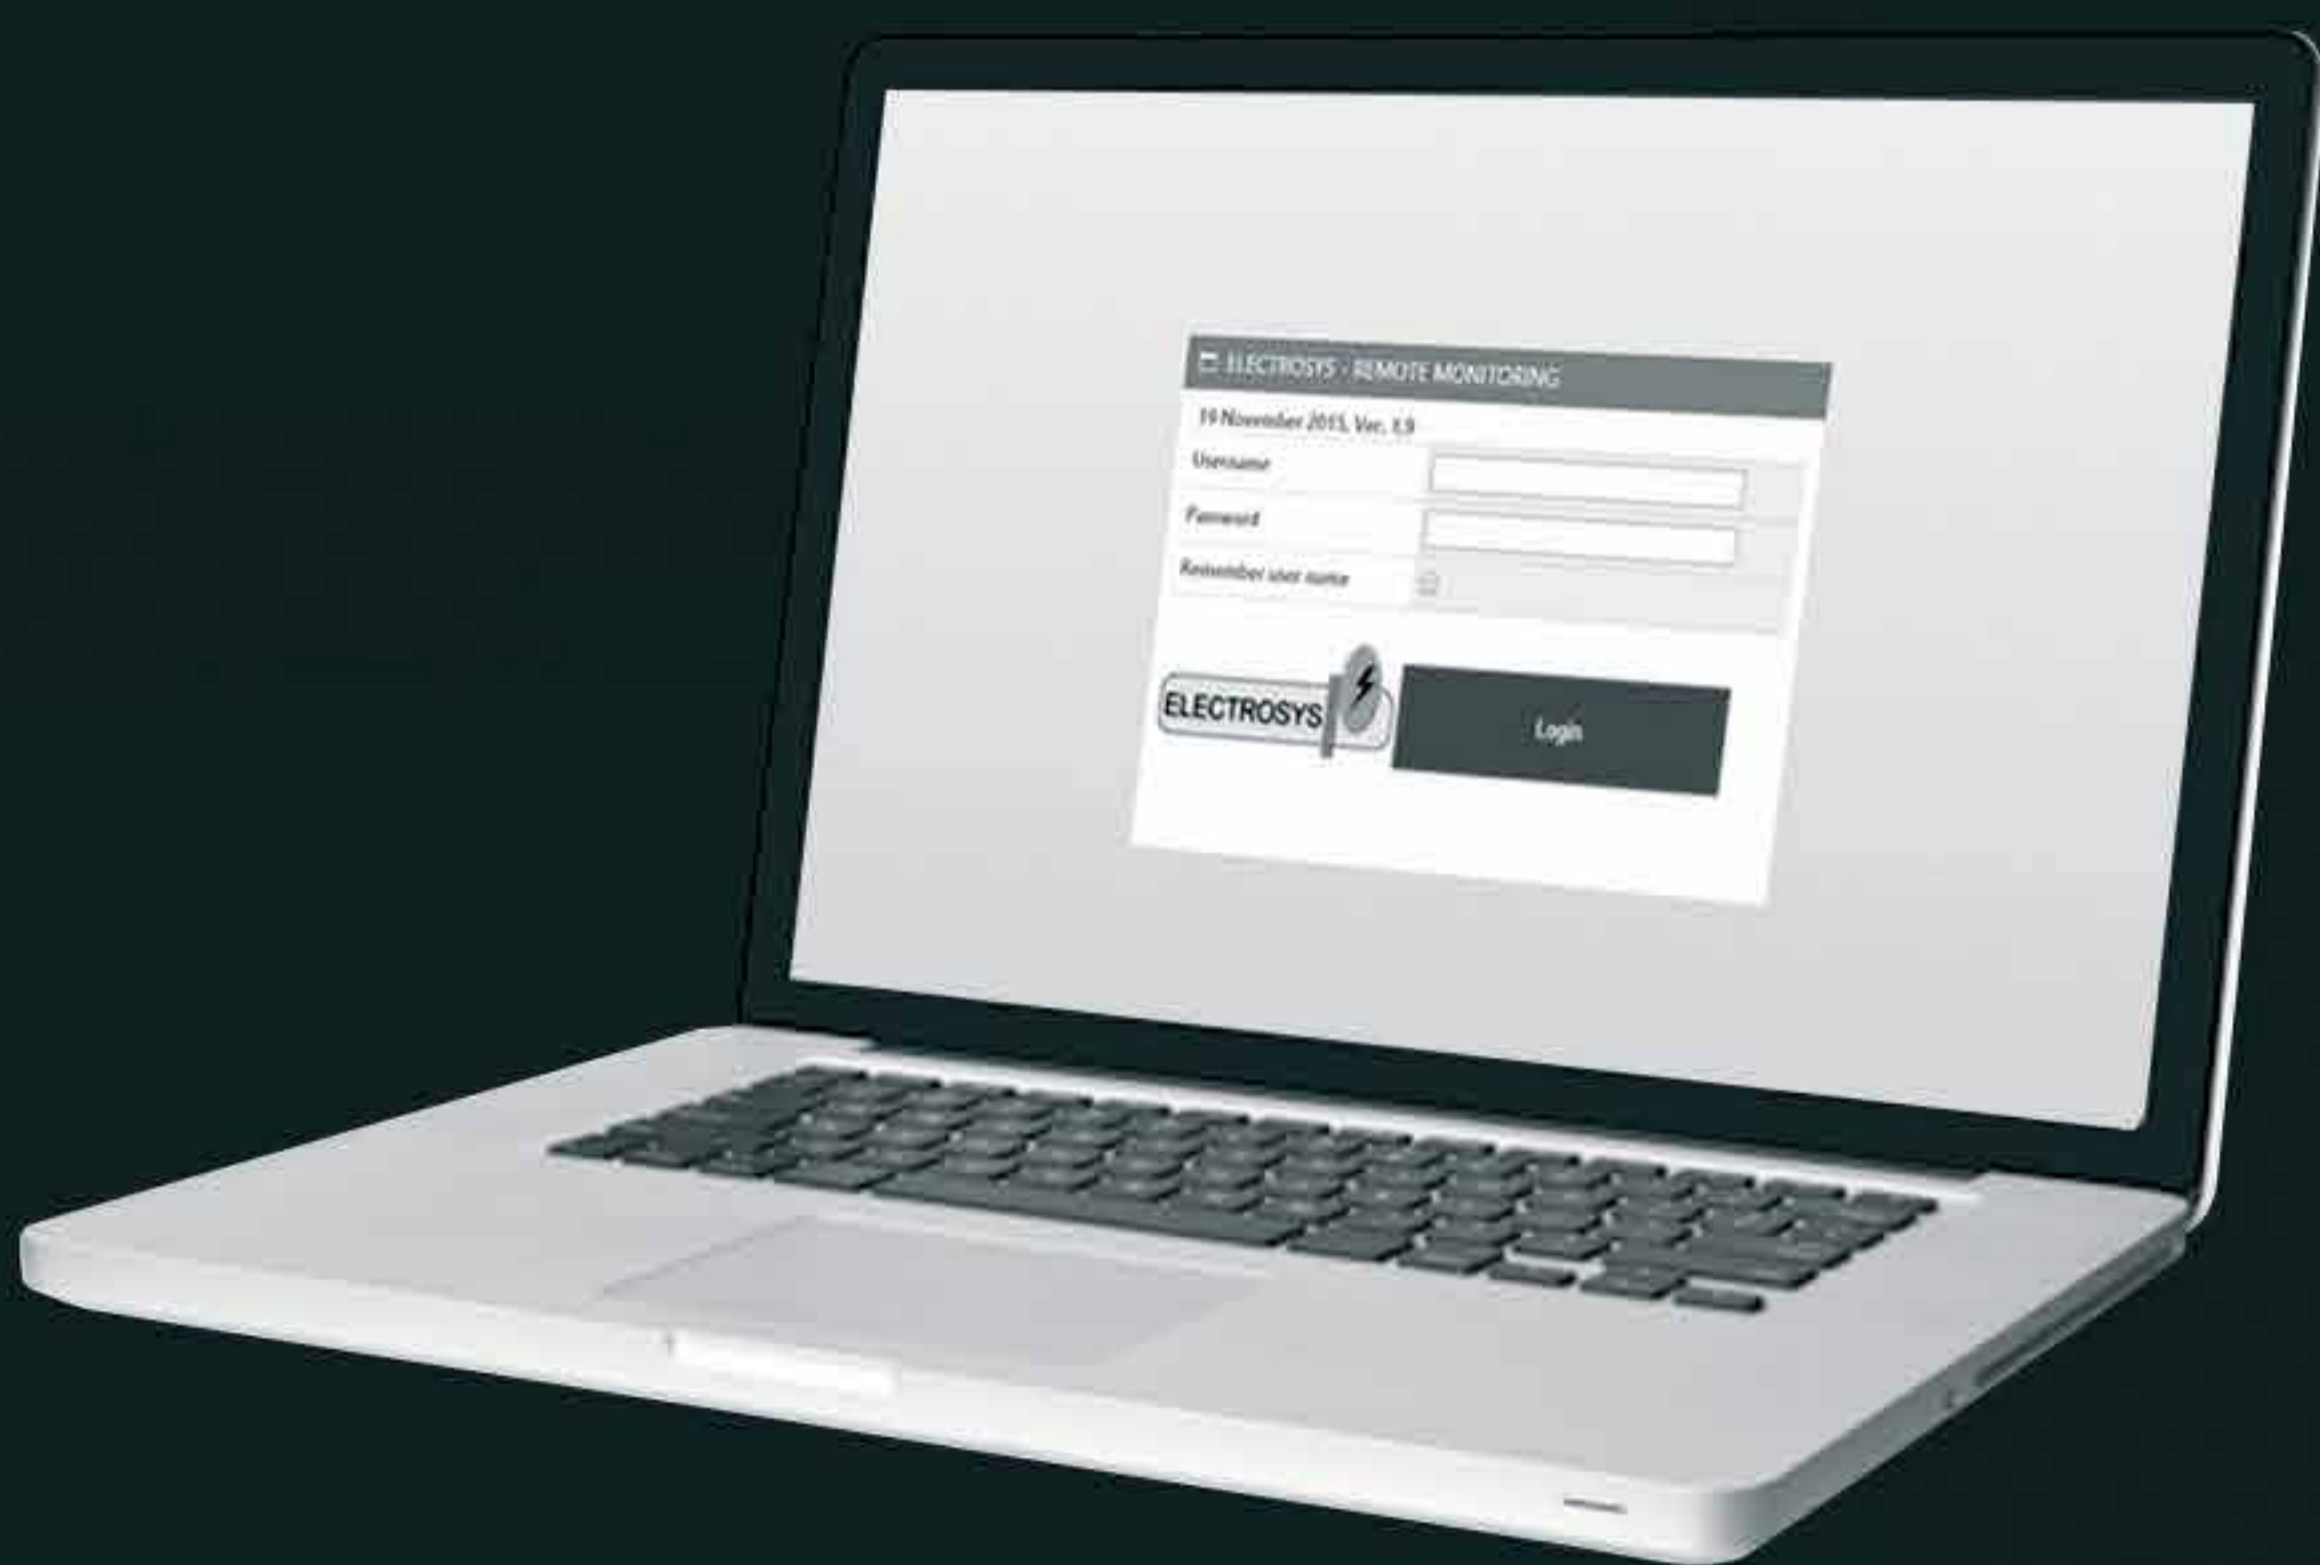 ELECTROSYS - REMOTE MONITORING
19 November 2015, Ver. 1.9
Username
Password
Remember user name
ELECTROSYS
Login